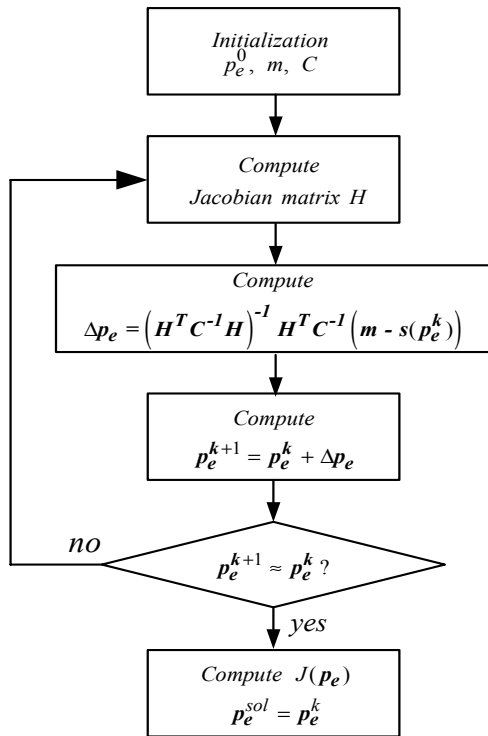 Initialization
p_e^0, m, C
Compute
Jacobian matrix H
Compute
Δp_e = (H^T C^{-1} H)^{-1} H^T C^{-1} (m - s(p_e^k))
Compute
p_e^{k+1} = p_e^k + Δp_e
no
p_e^{k+1} ≈ p_e^k ?
yes
Compute J(p_e)
p_e^{sol} = p_e^k